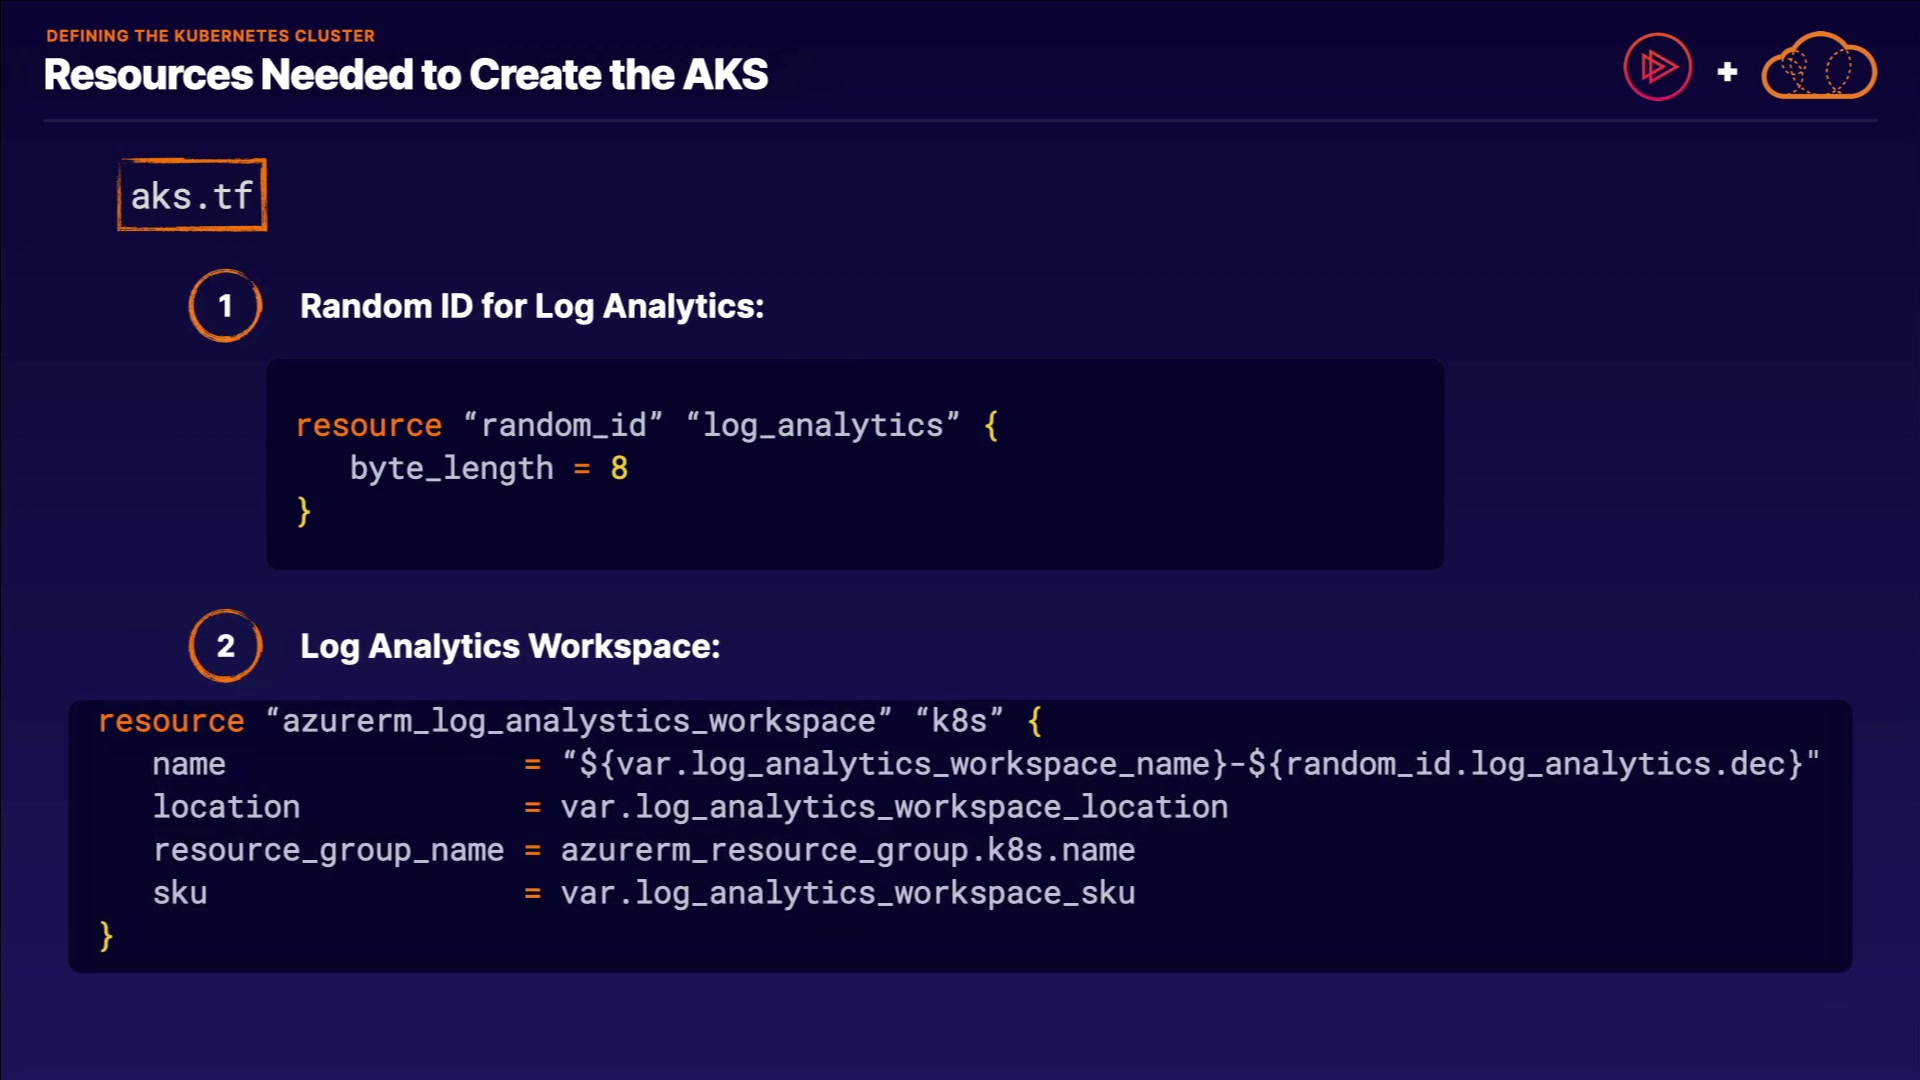 DEFINING THE KUBERNETES CLUSTER
Resources Needed to Create the AKS
+
aks.tf
1 Random ID for Log Analytics:
resource “random_id” “log_analytics” {
byte_length = 8
}
2 Log Analytics Workspace:
resource “azurerm_log_analystics_workspace” “k8s” {
name = “${var.log_analytics_workspace_name}-${random_id.log_analytics.dec}"
location = var.log_analytics_workspace_location
resource_group_name = azurerm_resource_group.k8s.name
sku = var.log_analytics_workspace_sku
}